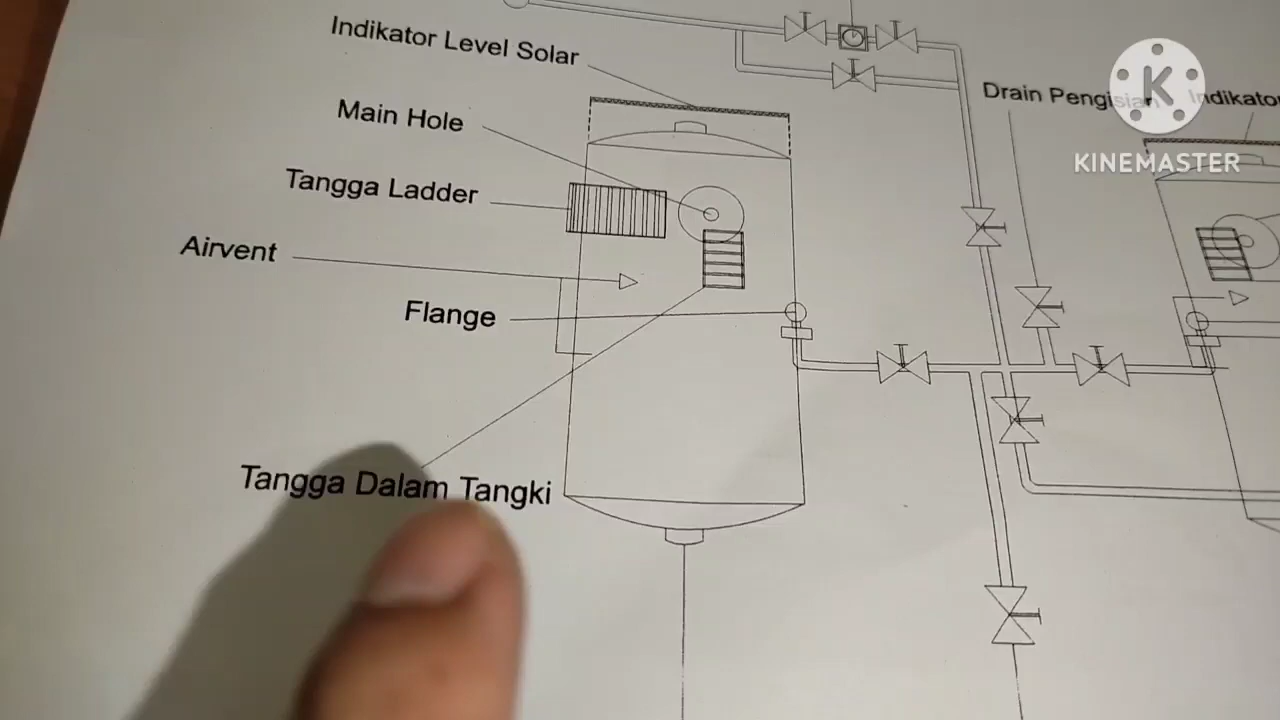 Indikator Level Solar
Main Hole
Tangga Ladder
Airvent
Flange
Tangga Dalam Tangki
Drain Pengisian
Indikator
K
KINEMASTER